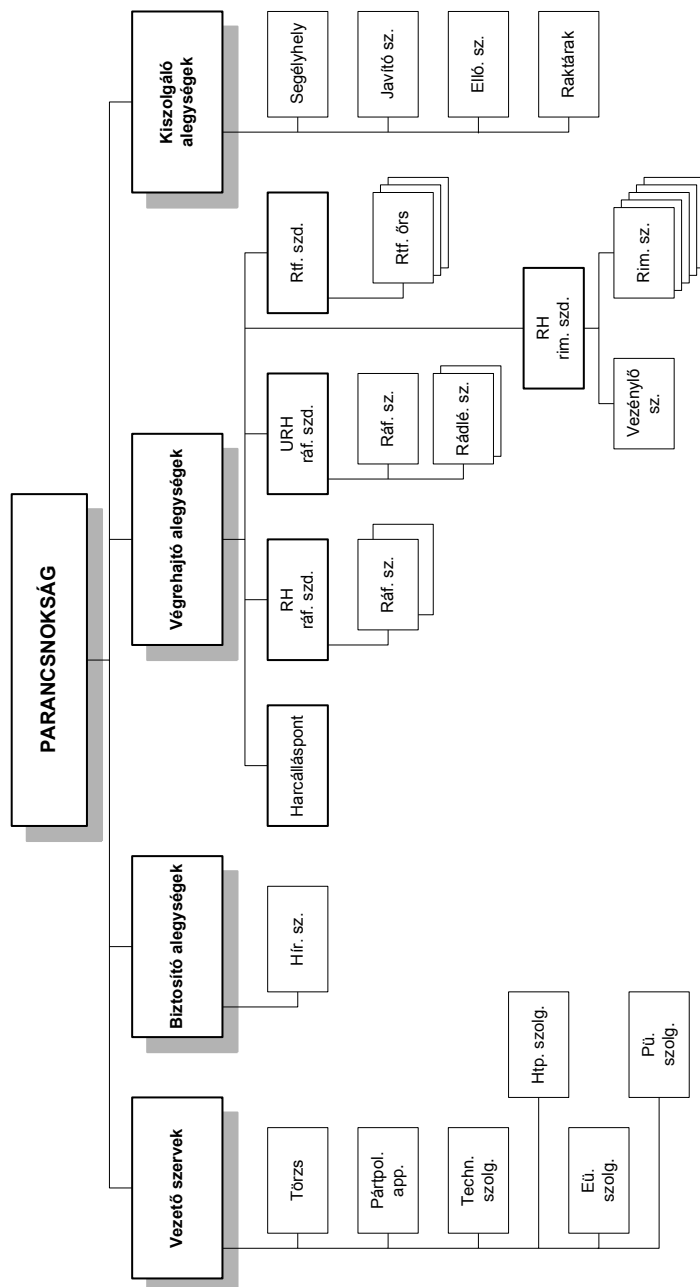 PARANCSNOKSÁG
Vezető szervek
Törzs
Pártpol.
app.
Techn.
szolg.
Htp. szolg.
Eü.
szolg.
Pü.
szolg.
Biztosító alegységek
Hír. sz.
Végrehajtó alegységek
Harcálláspont
RH
ráf. szd.
Ráf. sz.
URH
ráf. szd.
Ráf. sz.
Rádlé. sz.
Rtf. szd.
Rtf. őrs
RH
rim. szd.
Vezénylő
sz.
Rim. sz.
Kiszolgáló
alegységek
Segélyhely
Javító sz.
Elló. sz.
Raktárak